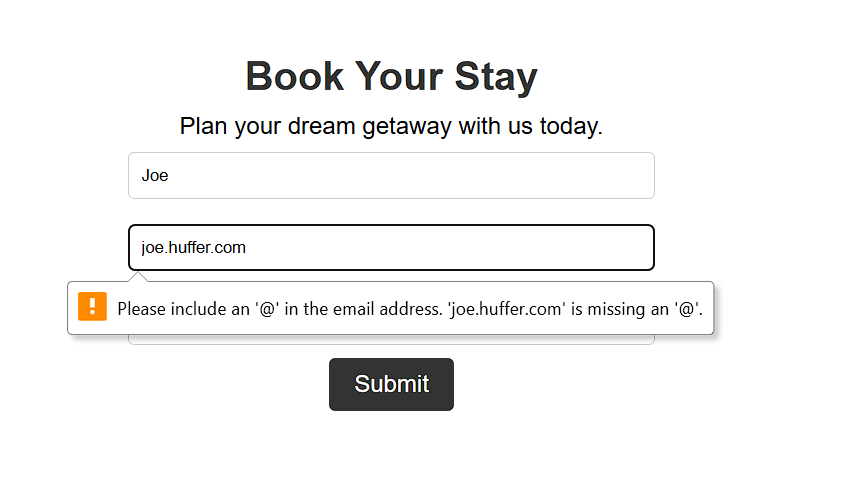 Book Your Stay
Plan your dream getaway with us today.
Joe
joe.huffer.com
Please include an '@' in the email address. 'joe.huffer.com' is missing an '@'.
Submit